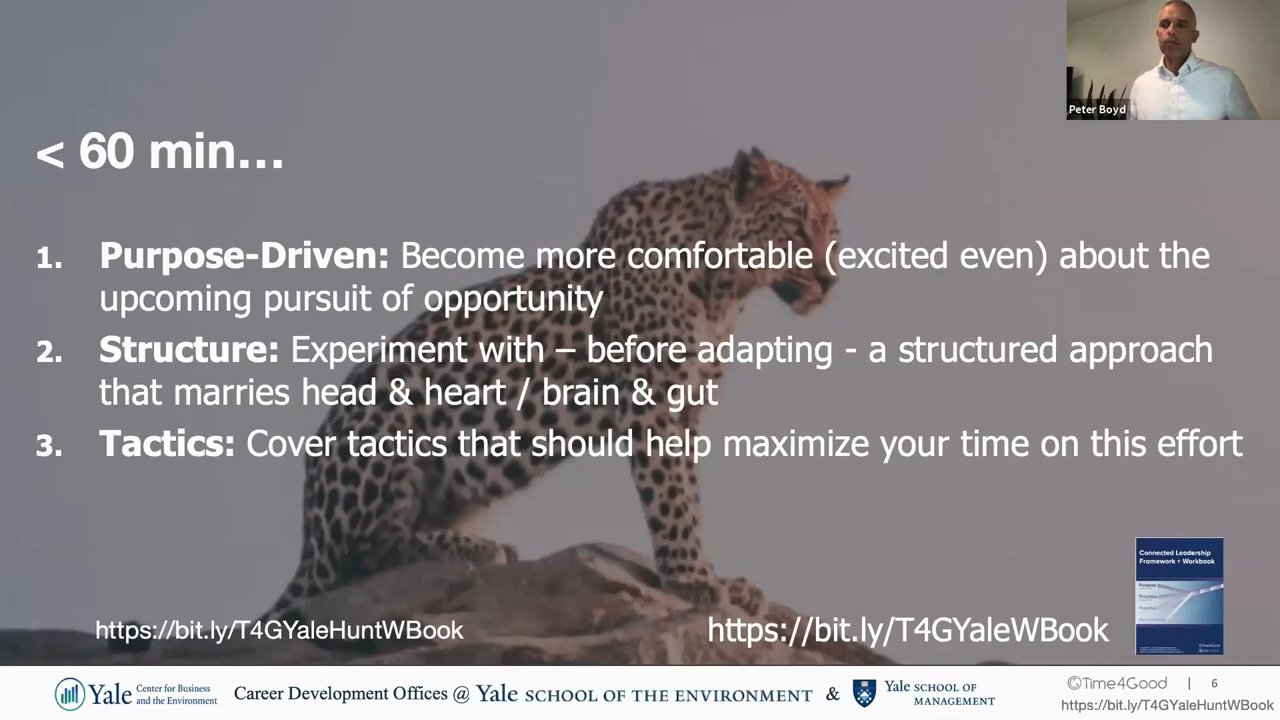 Peter Boyd
< 60 min…
1. Purpose-Driven: Become more comfortable (excited even) about the
upcoming pursuit of opportunity
2. Structure: Experiment with – before adapting - a structured approach
that marries head & heart / brain & gut
3. Tactics: Cover tactics that should help maximize your time on this effort
Connected Leadership
Framework + Workbook
Purpose
Priorities
Potential
https://bit.ly/T4GYaleHuntWBook
https://bit.ly/T4GYaleWBook
Yale Center for Business
and the Environment
Career Development Offices @ Yale SCHOOL OF THE ENVIRONMENT &
Yale SCHOOL OF
MANAGEMENT
©Time4Good | 6
https://bit.ly/T4GYaleHuntWBook